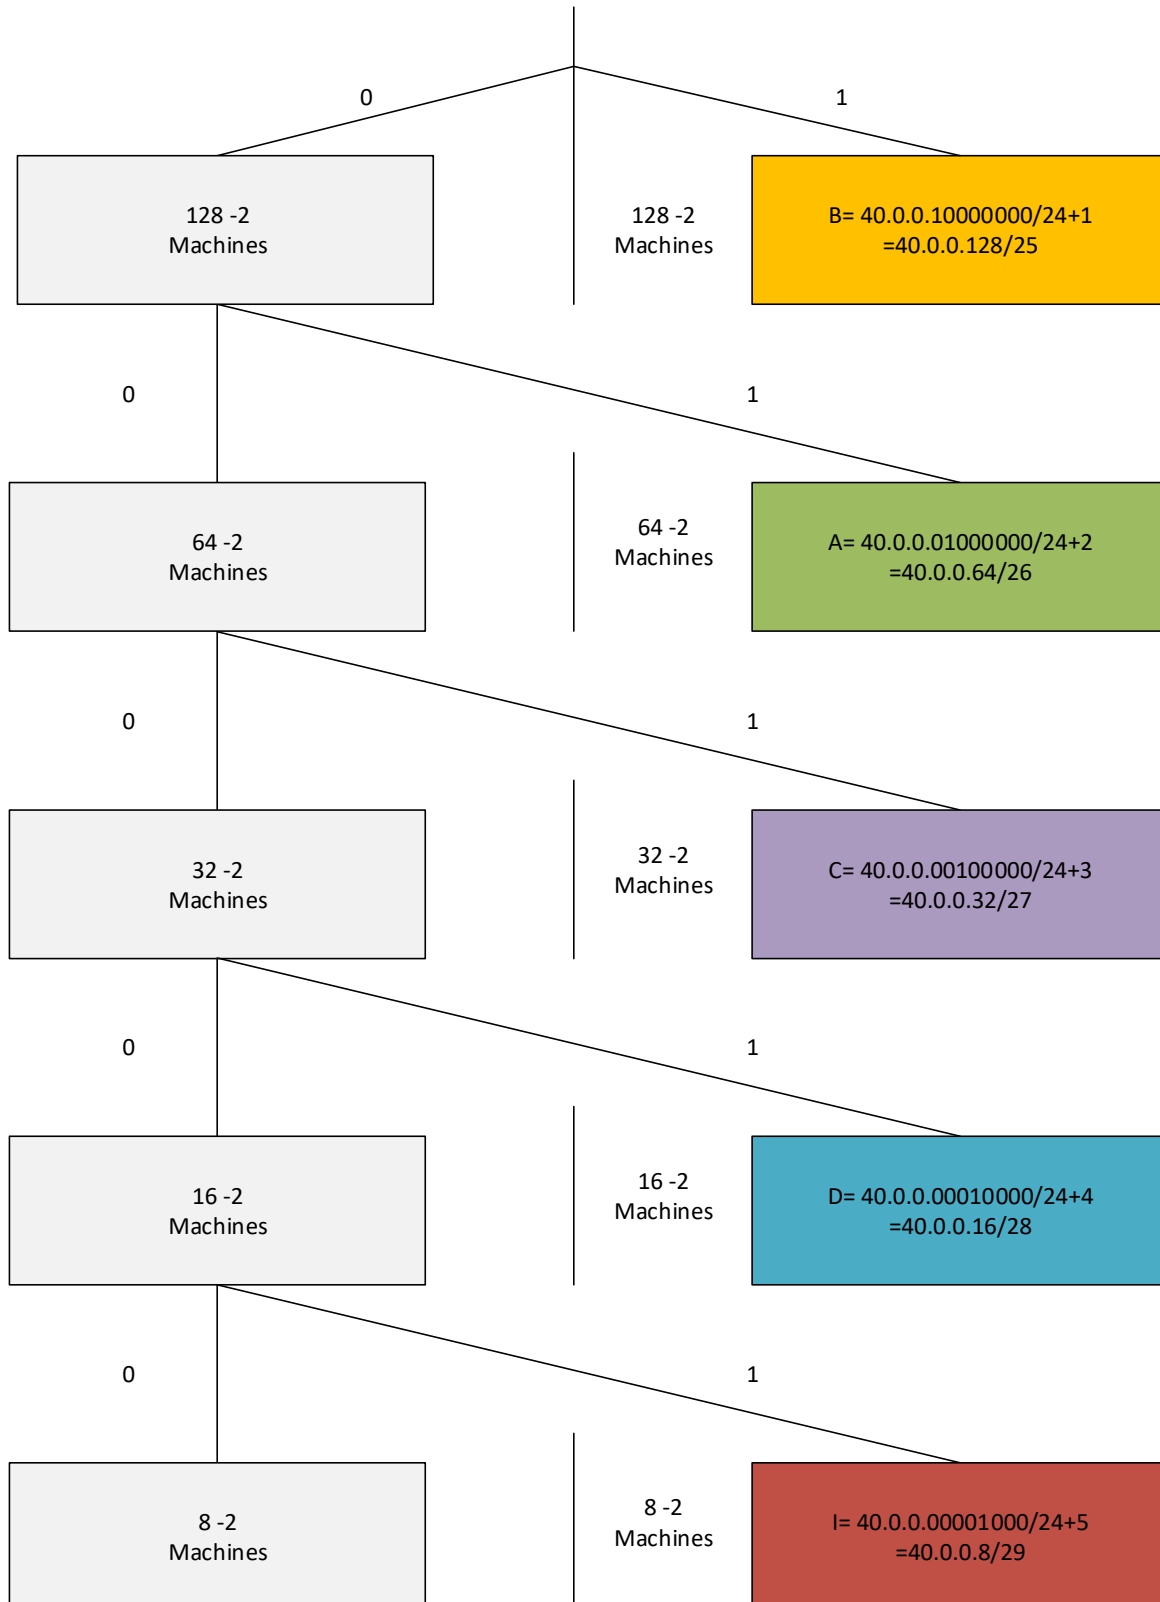 0
1
128 -2
Machines
128 -2
Machines
B= 40.0.0.10000000/24+1
=40.0.0.128/25
0
1
64 -2
Machines
64 -2
Machines
A= 40.0.0.01000000/24+2
=40.0.0.64/26
0
1
32 -2
Machines
32 -2
Machines
C= 40.0.0.00100000/24+3
=40.0.0.32/27
0
1
16 -2
Machines
16 -2
Machines
D= 40.0.0.00010000/24+4
=40.0.0.16/28
0
1
8 -2
Machines
8 -2
Machines
I= 40.0.0.00001000/24+5
=40.0.0.8/29